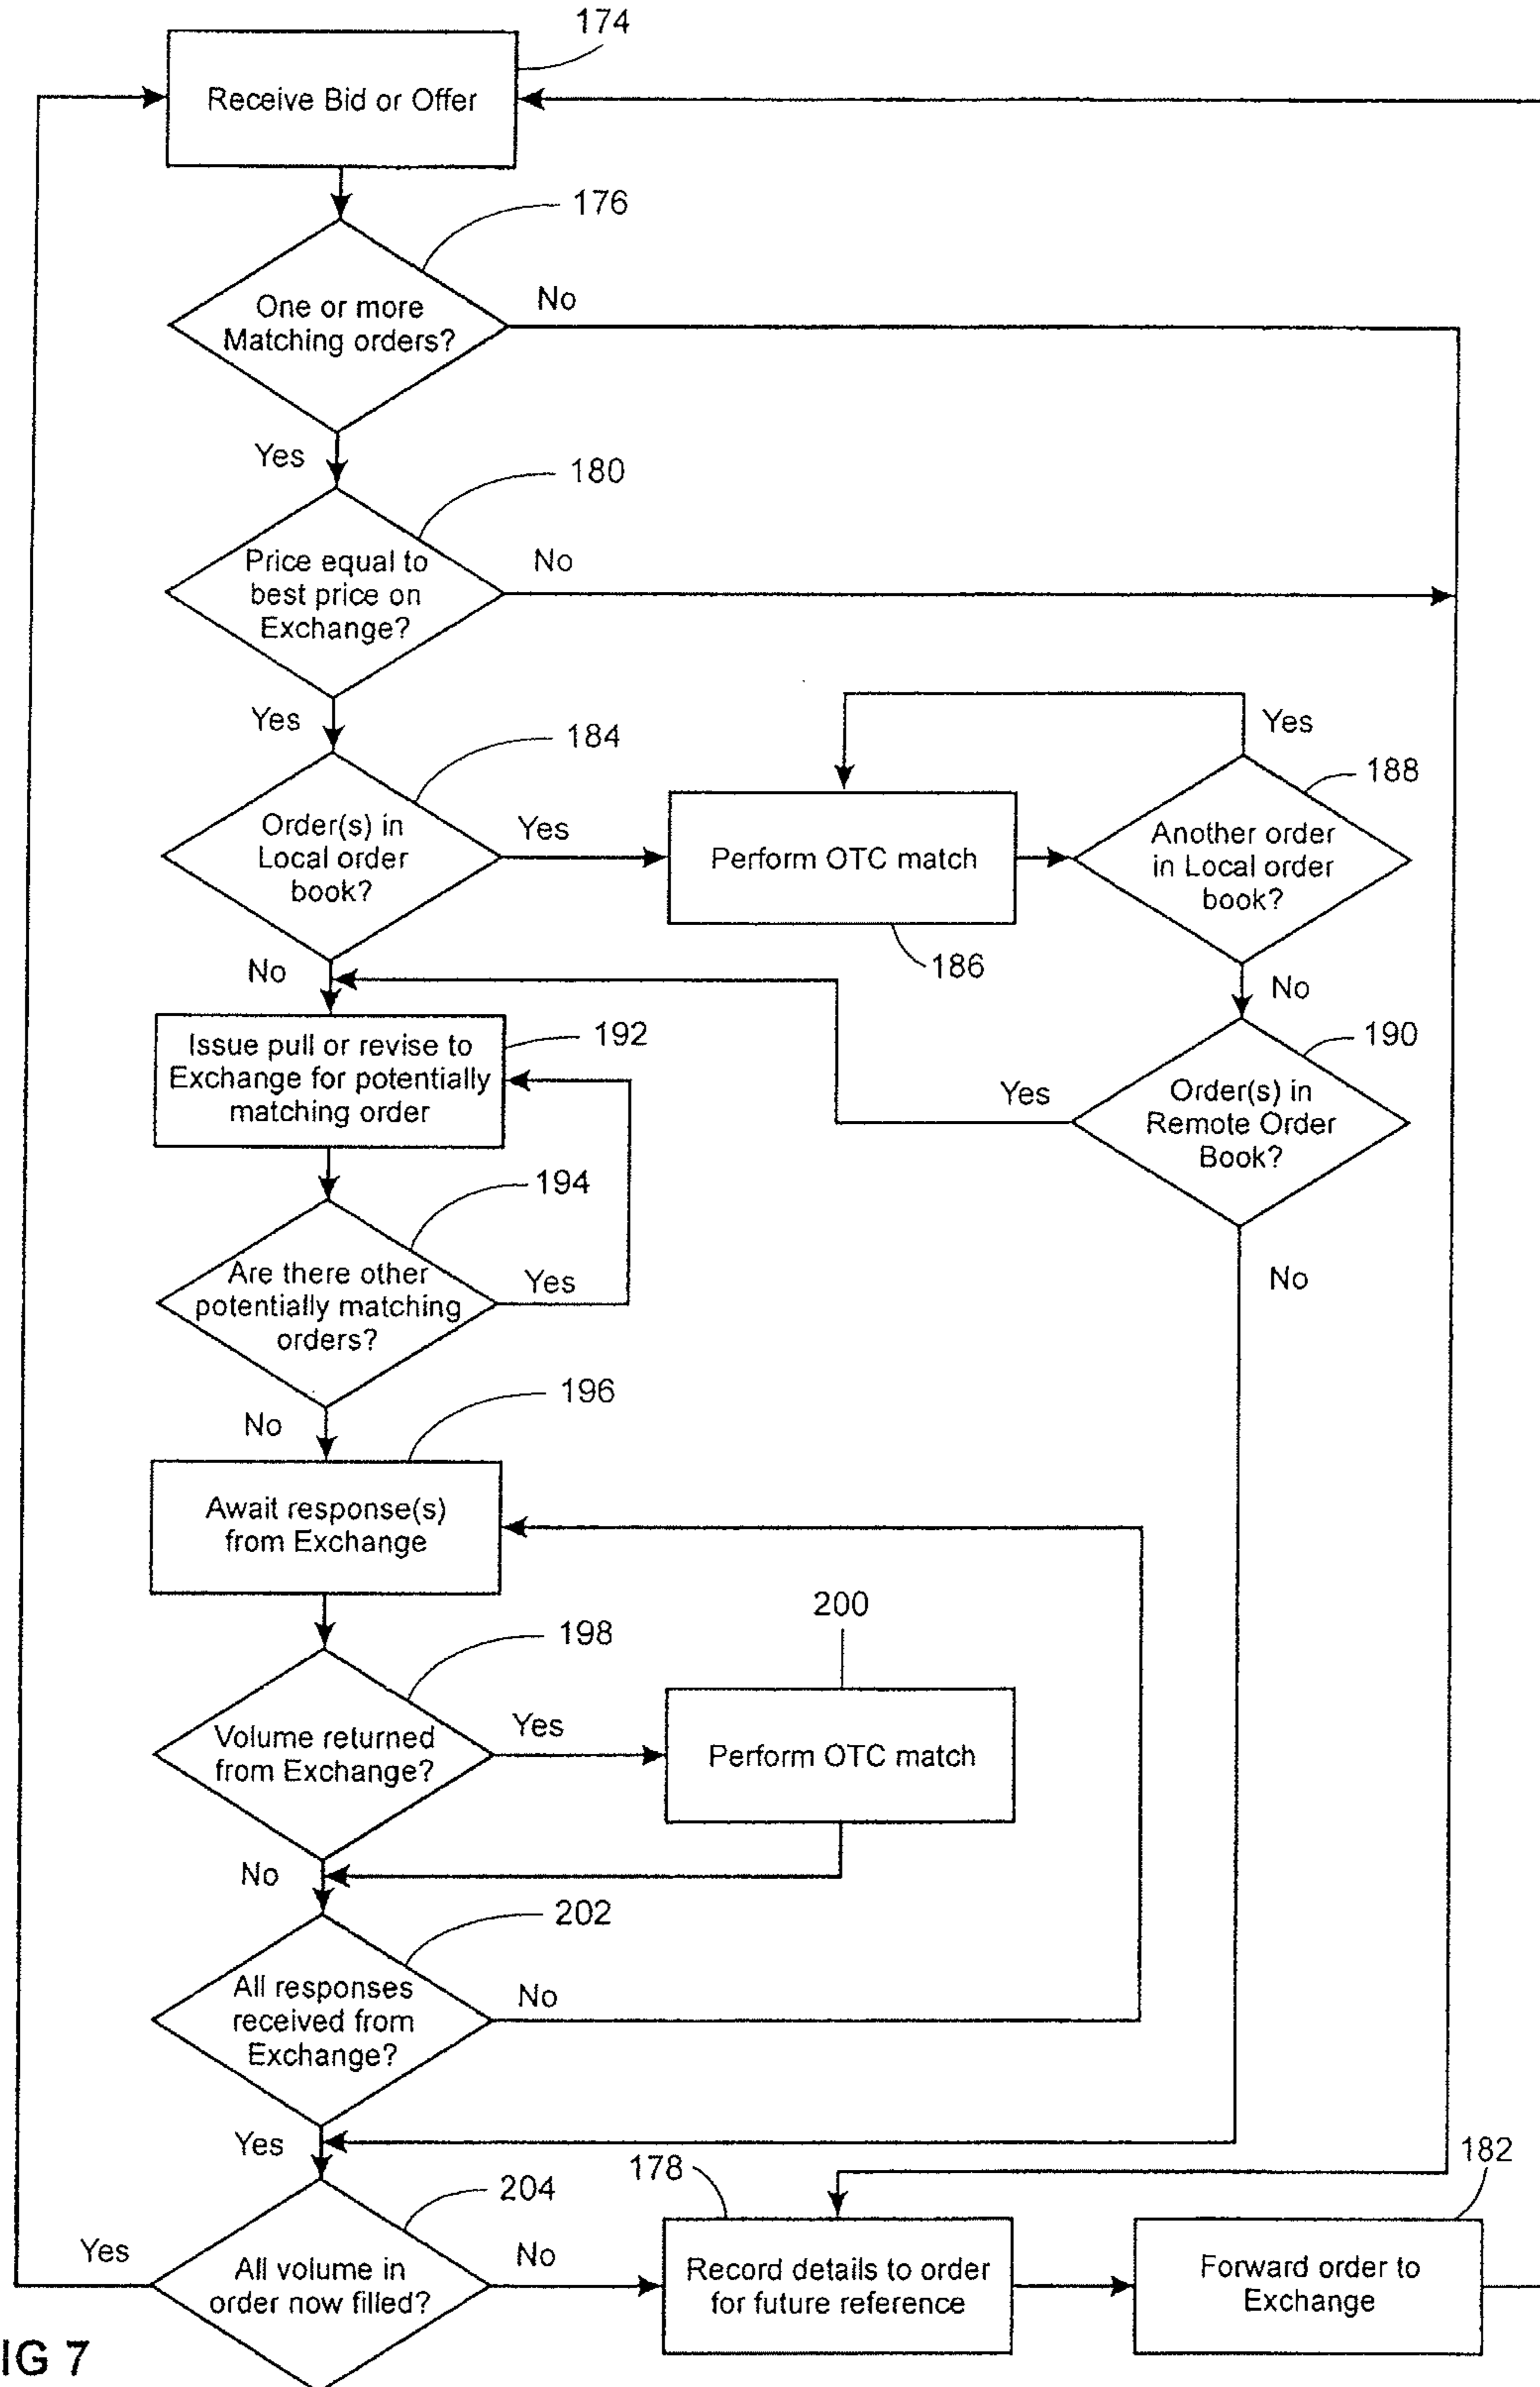 174
Receive Bid or Offer
176
One or more
Matching orders?
No
Yes
180
Price equal to
best price on
Exchange?
No
Yes
184
Order(s) in
Local order
book?
Yes
Perform OTC match
186
Yes
188
Another order
in Local order
book?
No
No
Issue pull or revise to
Exchange for potentially
matching order
192
190
Order(s) in
Remote Order
Book?
Yes
No
194
Are there other
potentially matching
orders?
Yes
No
196
Await response(s)
from Exchange
198
Volume returned
from Exchange?
Yes
200
Perform OTC match
No
202
All responses
received from
Exchange?
No
Yes
204
All volume in
order now filled?
Yes
No
178
Record details to order
for future reference
182
Forward order to
Exchange
IG 7